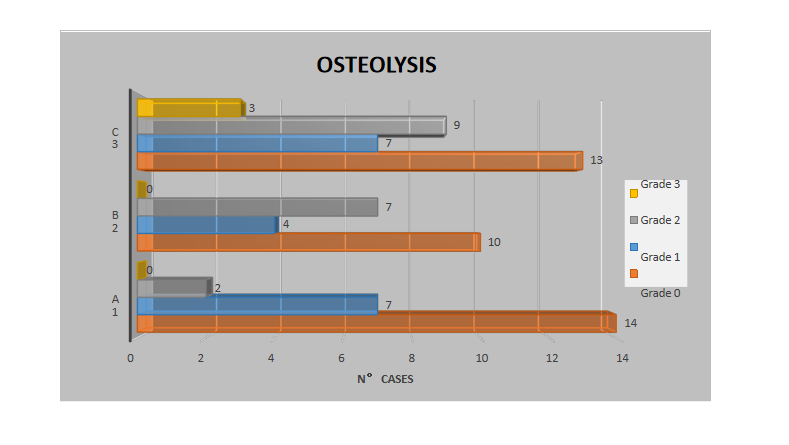 OSTEOLYSIS
3
C
3
9
7
13
0
B
2
7
4
10
0
A
1
2
7
14
Grade 3
Grade 2
Grade 1
Grade 0
0 2 4 6 8 10 12 14
N° CASES